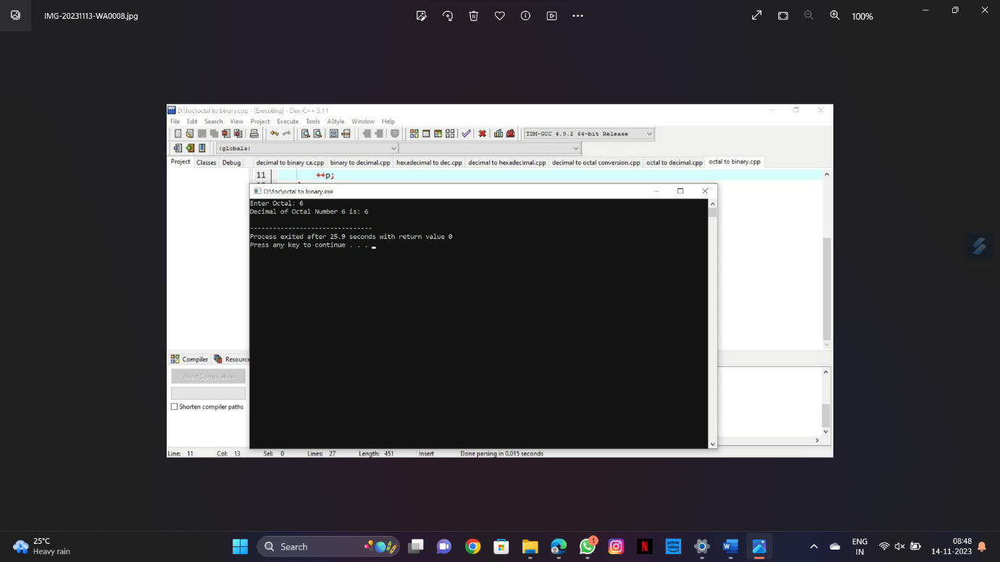 IMG-20231113-WA0008.jpg
100%
D:\foc\octal to binary.cpp - [Executing] - Dev-C++ 5.11
File Edit Search View Project Execute Tools AStyle Window Help
TDM-GCC 4.9.2 64-bit Release
(globals)
Project Classes Debug
decimal to binary ca.cpp binary to decimal.cpp hexadecimal to dec.cpp decimal to hexadecimal.cpp decimal to octal conversion.cpp octal to decimal.cpp octal to binary.cpp
11 ++p;
D:\foc\octal to binary.exe
Enter Octal: 6
Decimal of Octal Number 6 is: 6
--------------------------------
Process exited after 25.9 seconds with return value 0
Press any key to continue . . .
Compiler Resource
Abort Compilation
Shorten compiler paths
Line: 11 Col: 13 Sel: 0 Lines: 27 Length: 451 Insert Done parsing in 0.015 seconds
25°C
Heavy rain
Search
prime video
1
ENG
IN
08:48
14-11-2023